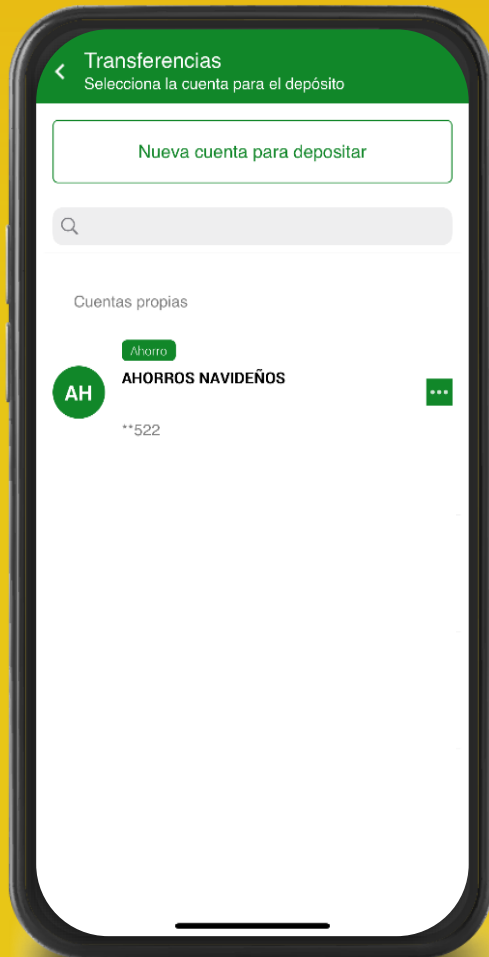 Transferencias
Selecciona la cuenta para el depósito
Nueva cuenta para depositar
Cuentas propias
Ahorro
AH
AHORROS NAVIDEÑOS
**522